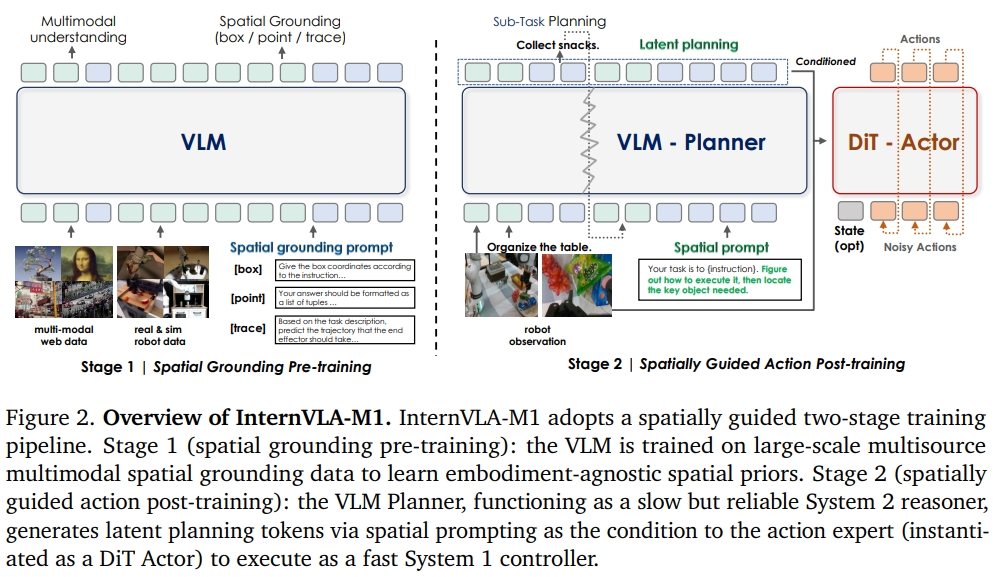 Multimodal
understanding
Spatial Grounding
(box / point / trace)
VLM
Spatial grounding prompt
[box]
Give the box coordinates according
to the instruction…
[point]
Your answer should be formatted as
a list of tuples …
[trace]
Based on the task description,
predict the trajectory that the end
effector should take…
multi-modal
web data
real & sim
robot data
Stage 1 | Spatial Grounding Pre-training
Sub-Task Planning
Collect snacks.
Latent planning
Conditioned
Actions
VLM - Planner
DiT - Actor
Organize the table.
Spatial prompt
State
(opt)
Noisy Actions
Your task is to {instruction}. Figure
out how to execute it, then locate
the key object needed.
robot
observation
Stage 2 | Spatially Guided Action Post-training
Figure 2. Overview of InternVLA-M1. InternVLA-M1 adopts a spatially guided two-stage training
pipeline. Stage 1 (spatial grounding pre-training): the VLM is trained on large-scale multisource
multimodal spatial grounding data to learn embodiment-agnostic spatial priors. Stage 2 (spatially
guided action post-training): the VLM Planner, functioning as a slow but reliable System 2 reasoner,
generates latent planning tokens via spatial prompting as the condition to the action expert (instanti-
ated as a DiT Actor) to execute as a fast System 1 controller.